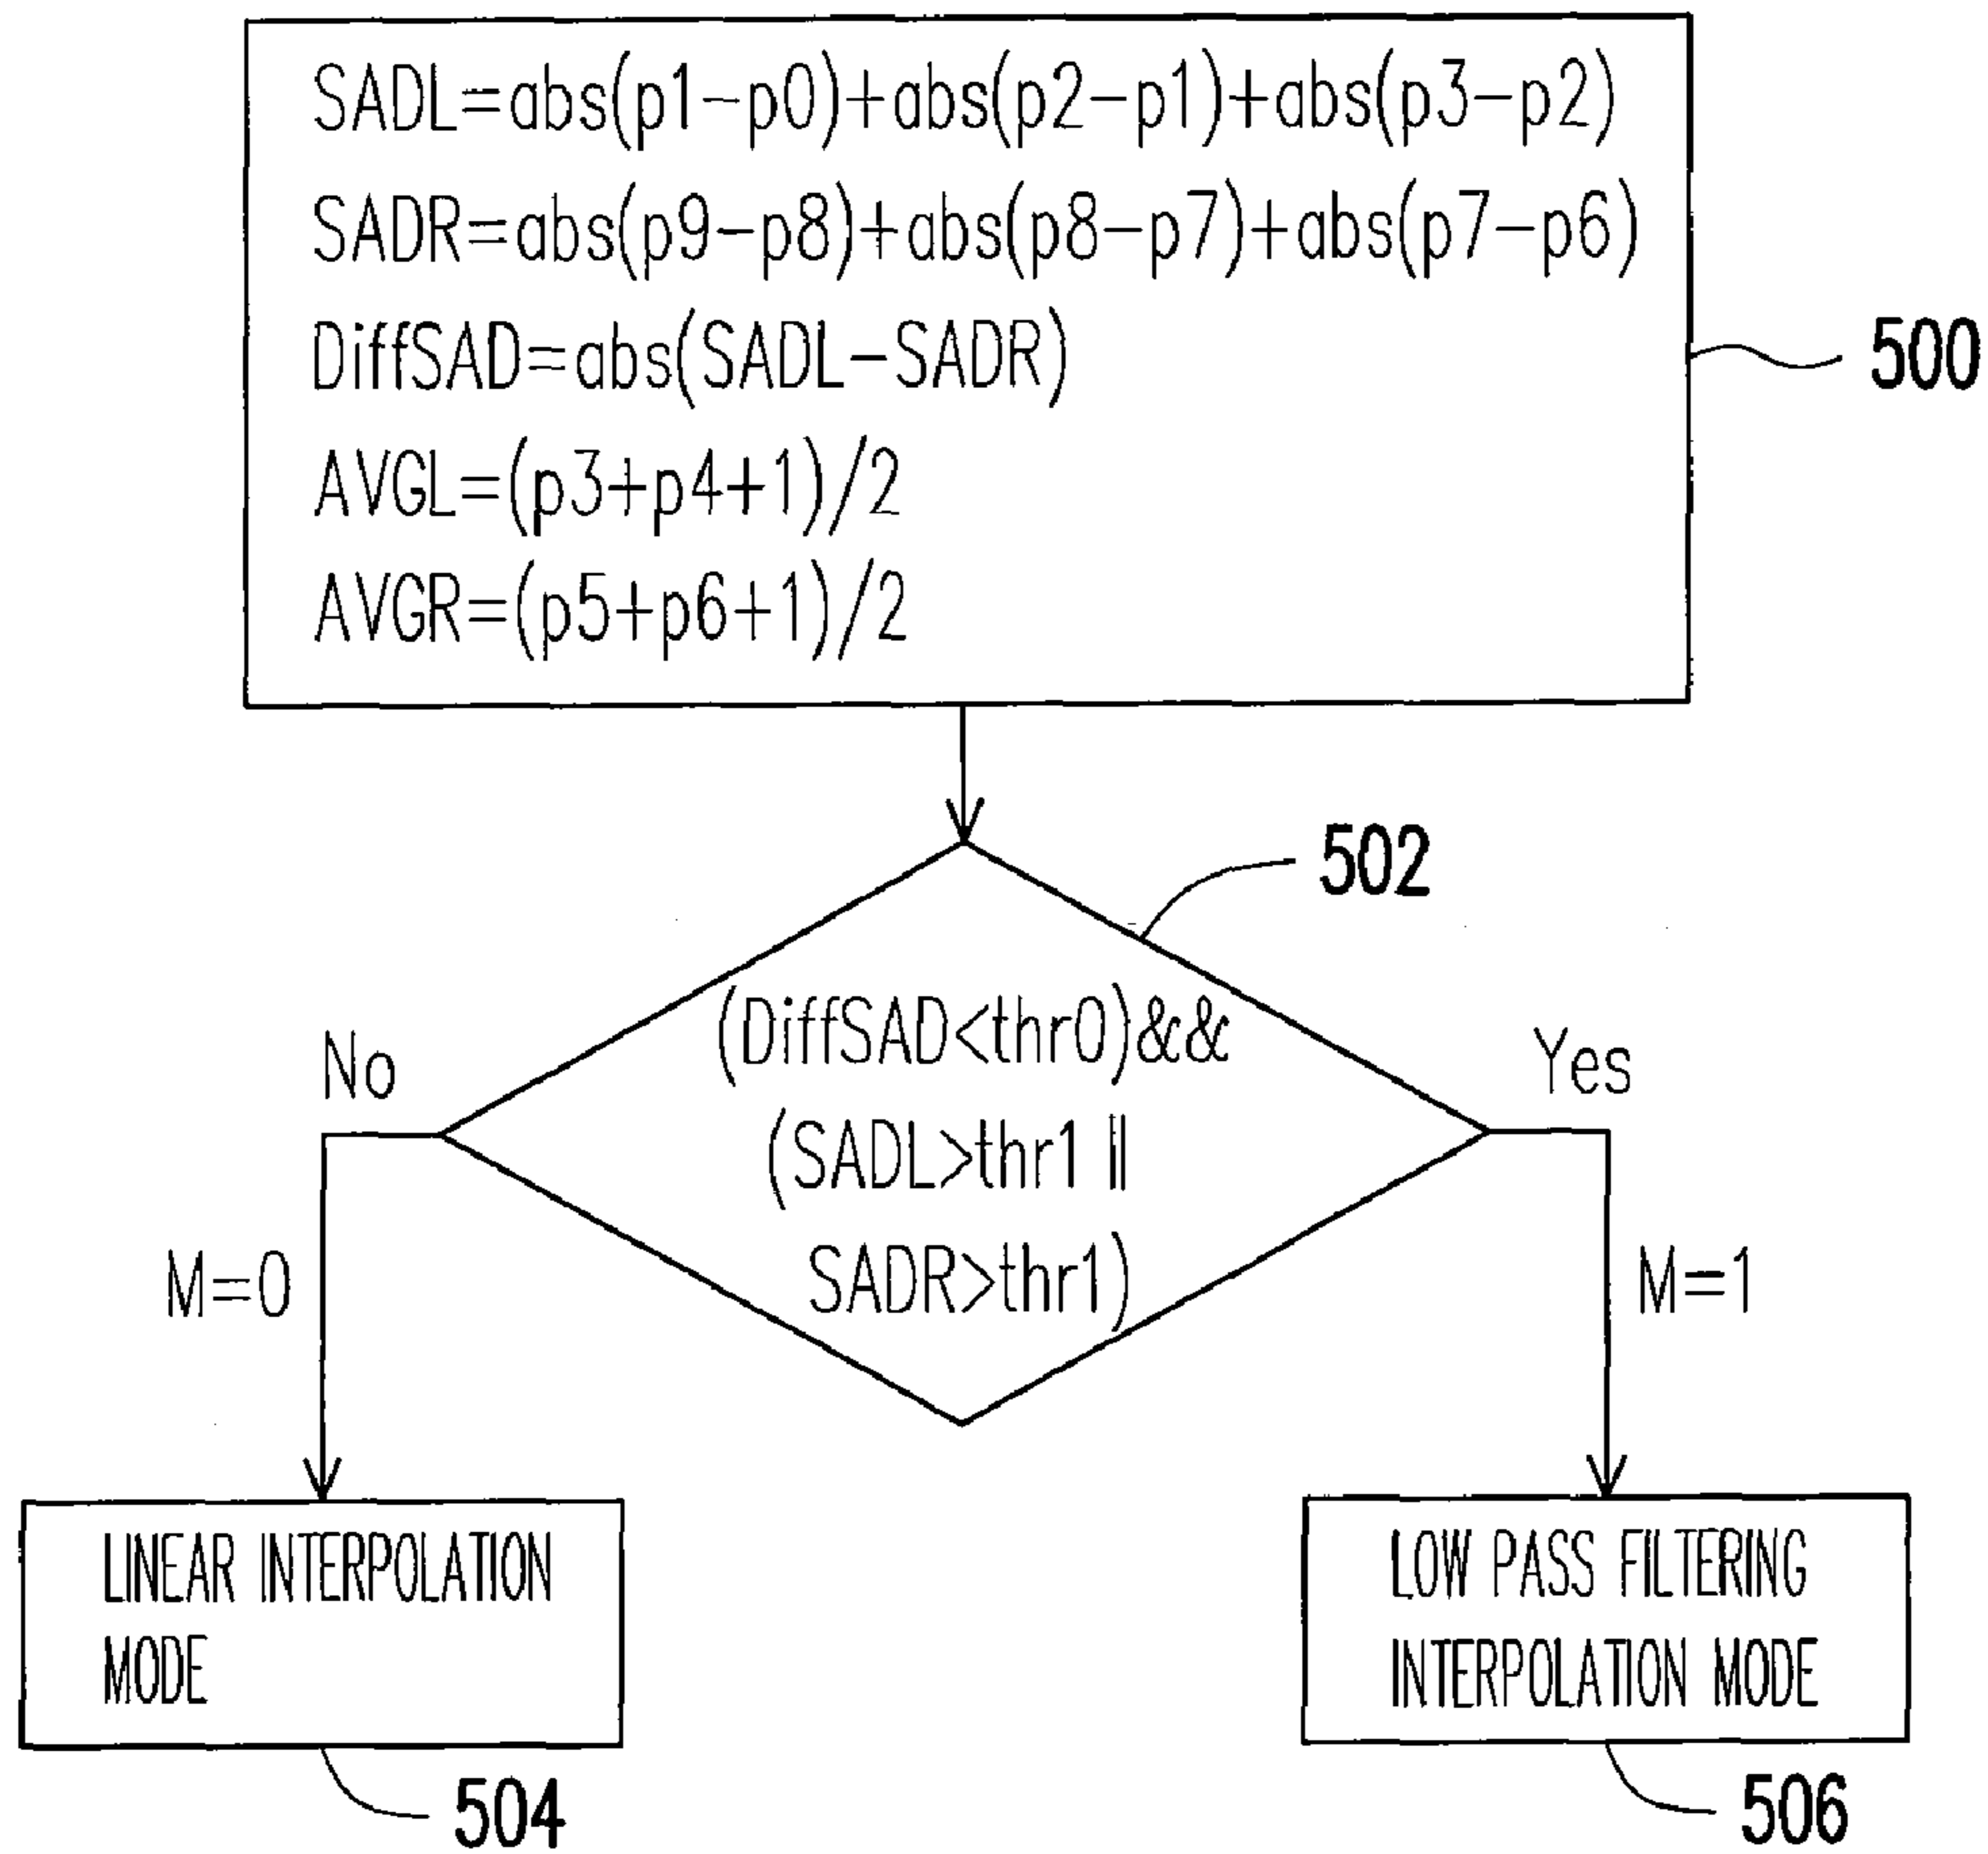 SADL=abs(p1-p0)+abs(p2-p1)+abs(p3-p2)
SADR=abs(p9-p8)+abs(p8-p7)+abs(p7-p6)
DiffSAD=abs(SADL-SADR)
AVGL=(p3+p4+1)/2
AVGR=(p5+p6+1)/2
500
502
(DiffSAD<thr0)&&
(SADL>thr1 ||
SADR>thr1)
No
Yes
M=0
M=1
LINEAR INTERPOLATION
MODE
504
LOW PASS FILTERING
INTERPOLATION MODE
506